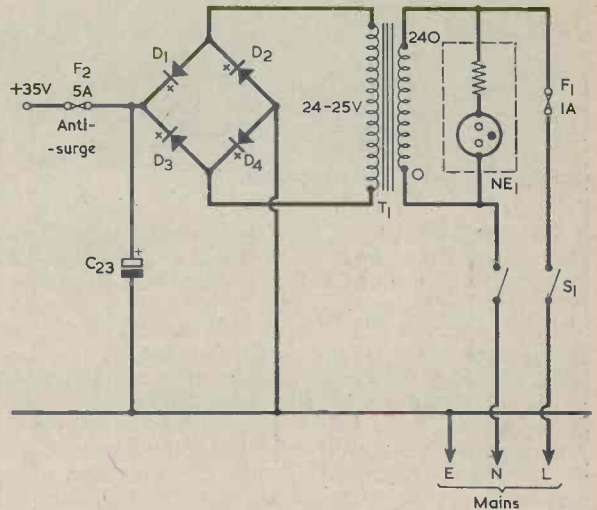 +35V
F2
5A
Anti-
-surge
D1
D2
D3
D4
+
+
+
+
24-25V
T1
240
O
NE1
F1
1A
S1
+
C23
E N L
Mains